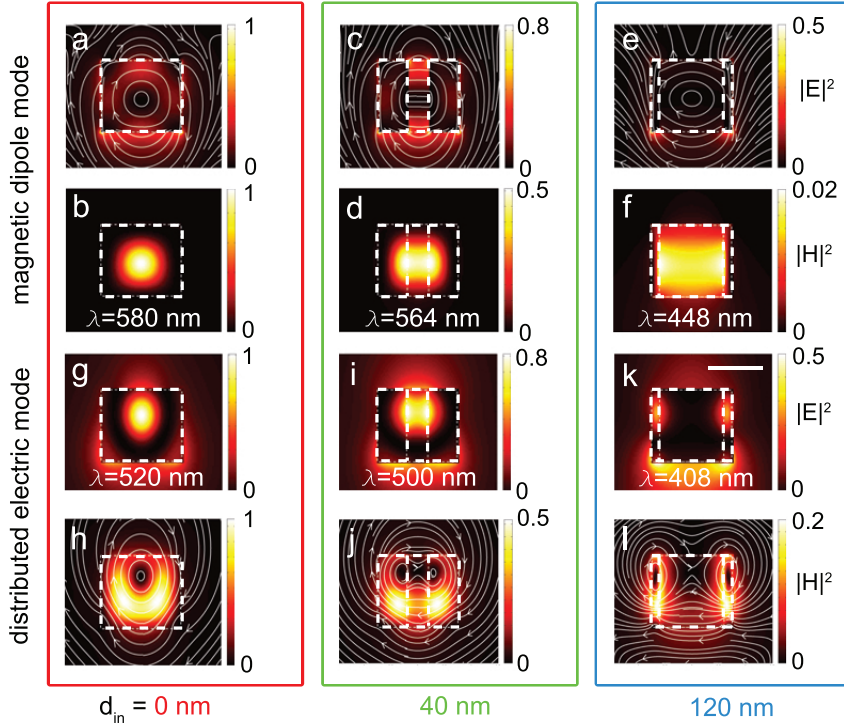 magnetic dipole mode
distributed electric mode
a
1
0
c
0.8
0
e
0.5
|E|²
0
b
1
λ=580 nm
0
d
0.5
λ=564 nm
0
f
0.02
|H|²
λ=448 nm
0
g
1
λ=520 nm
0
i
0.8
λ=500 nm
0
k
0.5
|E|²
λ=408 nm
0
h
1
0
j
0.5
0
l
0.2
|H|²
0
d_in = 0 nm
40 nm
120 nm